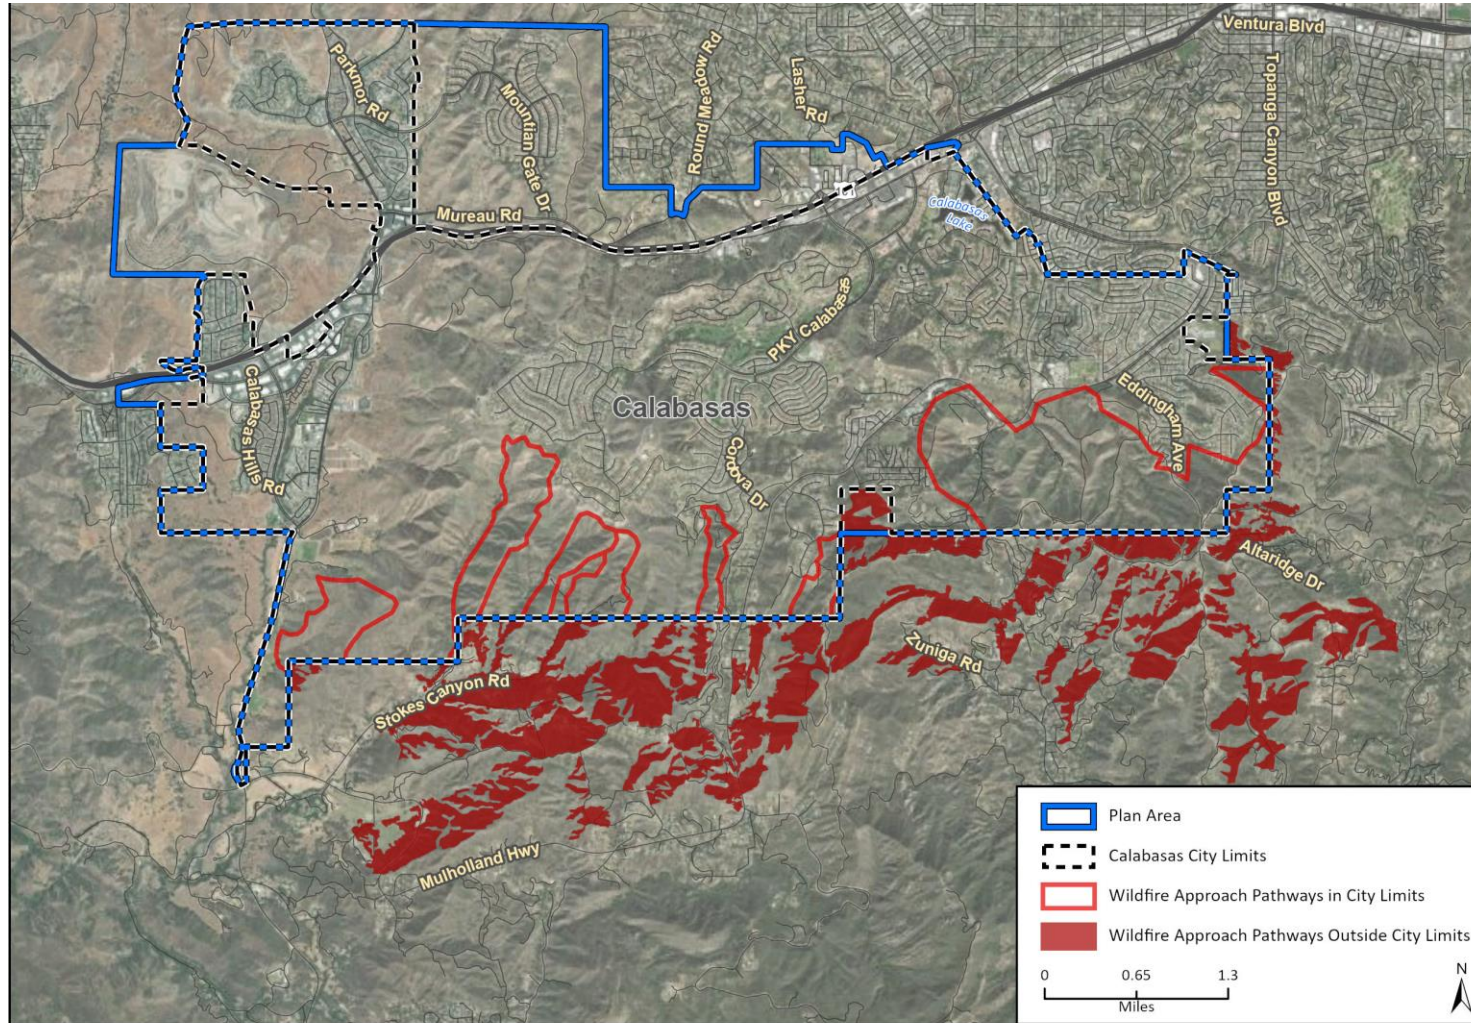 Ventura Blvd
Parkmor Rd
Mountian Gate Dr
Round Meadow Rd
Lasher Rd
Topanga Canyon Blvd
Mureau Rd
Calabasas
Lake
PKY Calabasas
Calabasas Hills Rd
Calabasas
Eddingham Ave
Cordova Dr
Altaridge Dr
Zuniga Rd
Stokes Canyon Rd
Mulholland Hwy
Plan Area
Calabasas City Limits
Wildfire Approach Pathways in City Limits
Wildfire Approach Pathways Outside City Limits
0 0.65 1.3
Miles
N